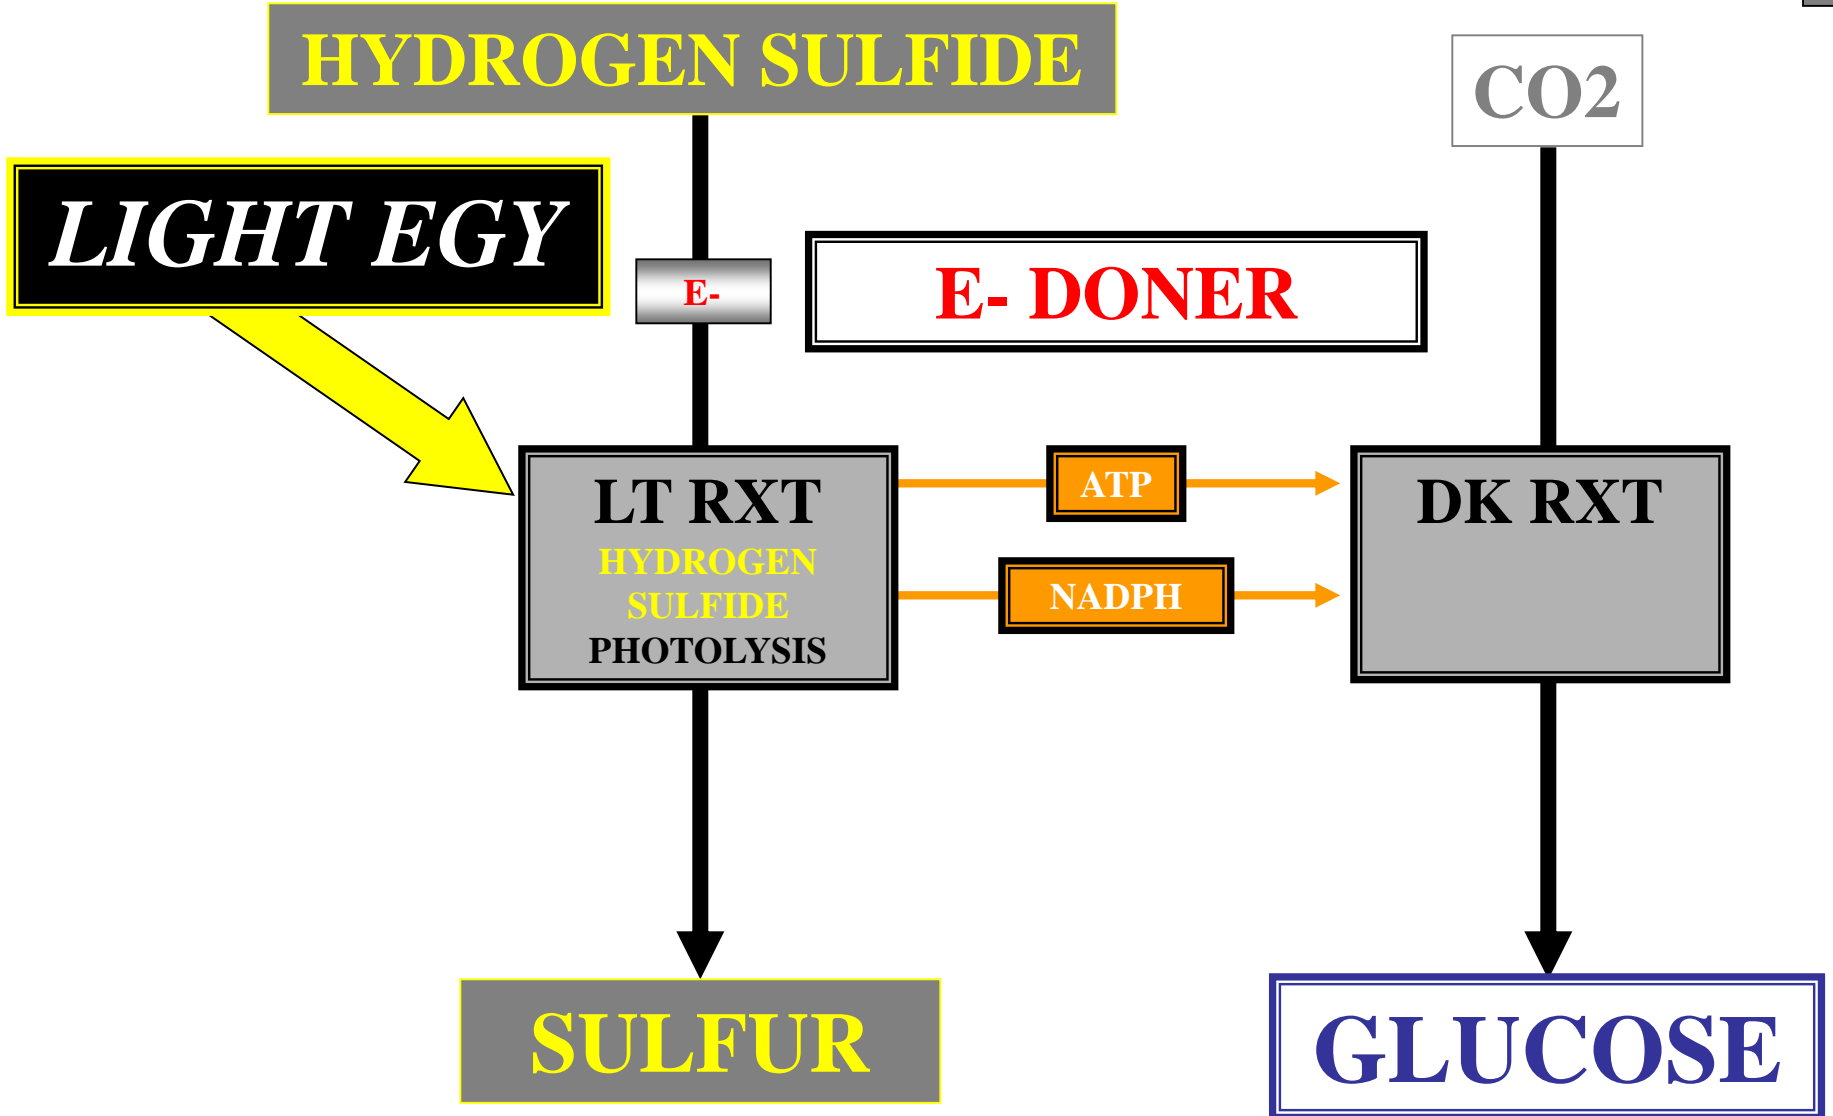 HYDROGEN SULFIDE
CO2
LIGHT EGY
E-
E- DONER
LT RXT
HYDROGEN
SULFIDE
PHOTOLYSIS
ATP
NADPH
DK RXT
SULFUR
GLUCOSE